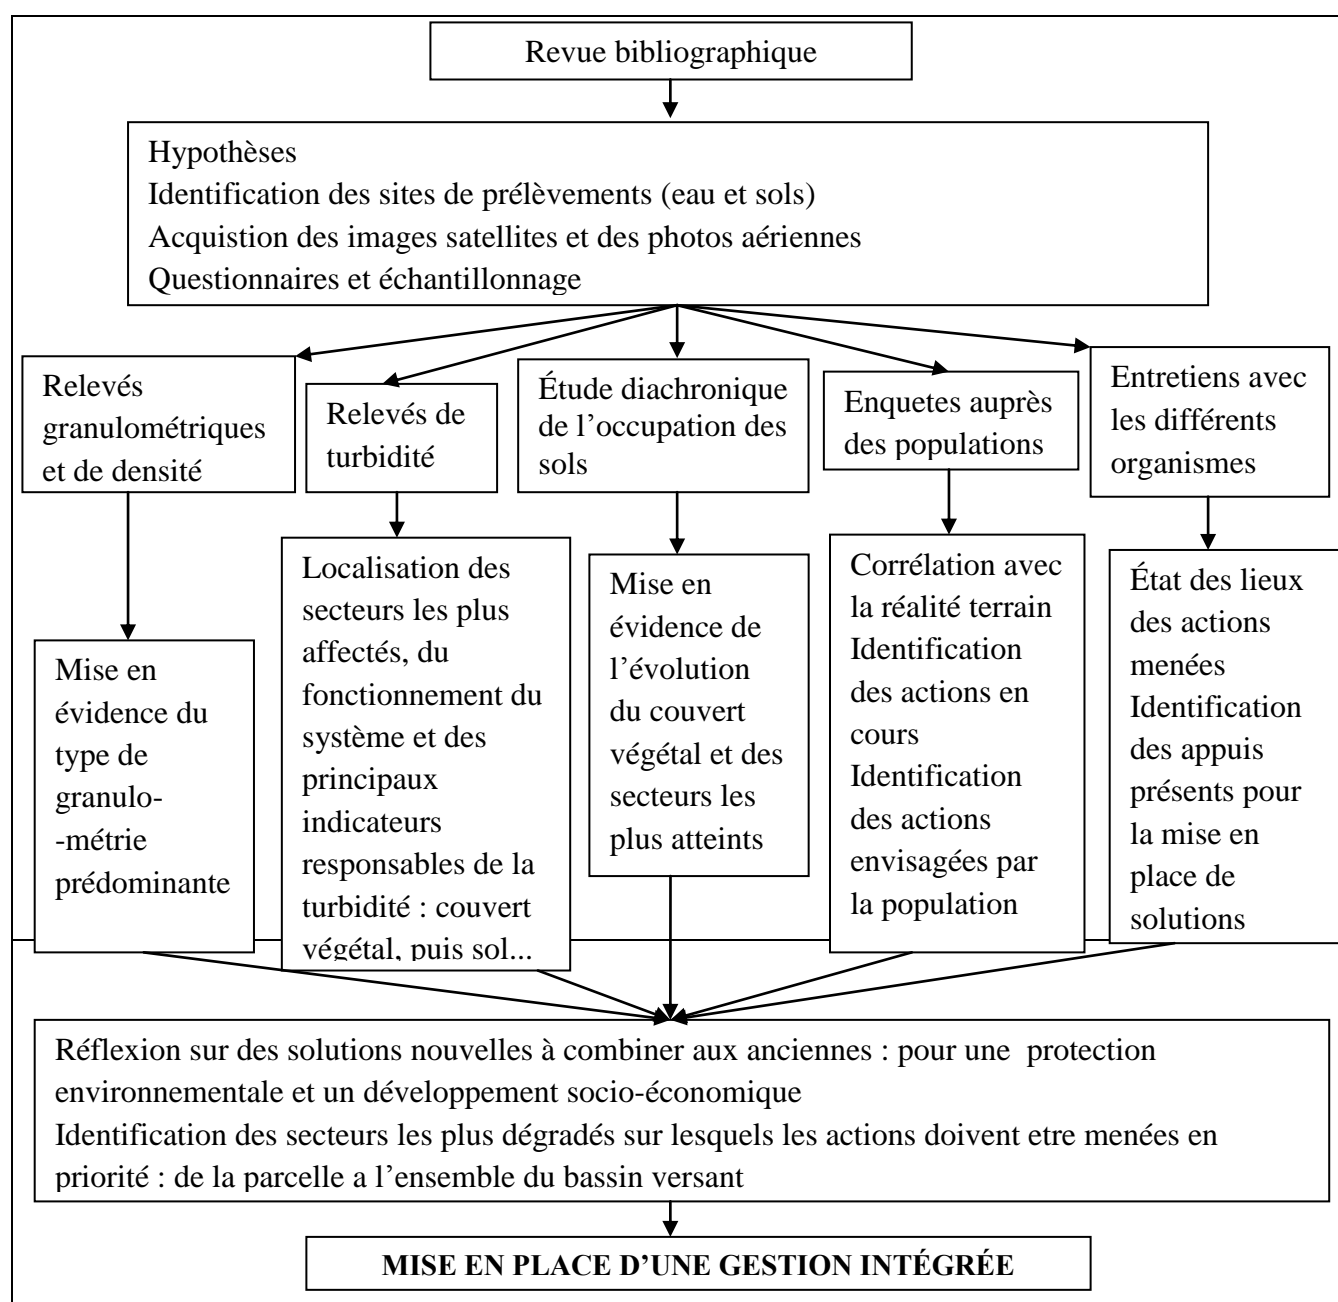 Revue bibliographique
Hypothèses
Identification des sites de prélèvements (eau et sols)
Acquistion des images satellites et des photos aériennes
Questionnaires et échantillonnage
Relevés
granulométriques
et de densité
Relevés de
turbidité
Étude diachronique
de l’occupation des
sols
Enquetes auprès
des populations
Entretiens avec
les différents
organismes
Mise en
évidence du
type de
granulo-
-métrie
prédominante
Localisation des
secteurs les plus
affectés, du
fonctionnement du
système et des
principaux
indicateurs
responsables de la
turbidité : couvert
végétal, puis sol...
Mise en
évidence de
l’évolution
du couvert
végétal et des
secteurs les
plus atteints
Corrélation avec
la réalité terrain
Identification
des actions en
cours
Identification
des actions
envisagées par
la population
État des lieux
des actions
menées
Identification
des appuis
présents pour
la mise en
place de
solutions
Réflexion sur des solutions nouvelles à combiner aux anciennes : pour une protection
environnementale et un développement socio-économique
Identification des secteurs les plus dégradés sur lesquels les actions doivent etre menées en
priorité : de la parcelle a l’ensemble du bassin versant
MISE EN PLACE D’UNE GESTION INTÉGRÉE